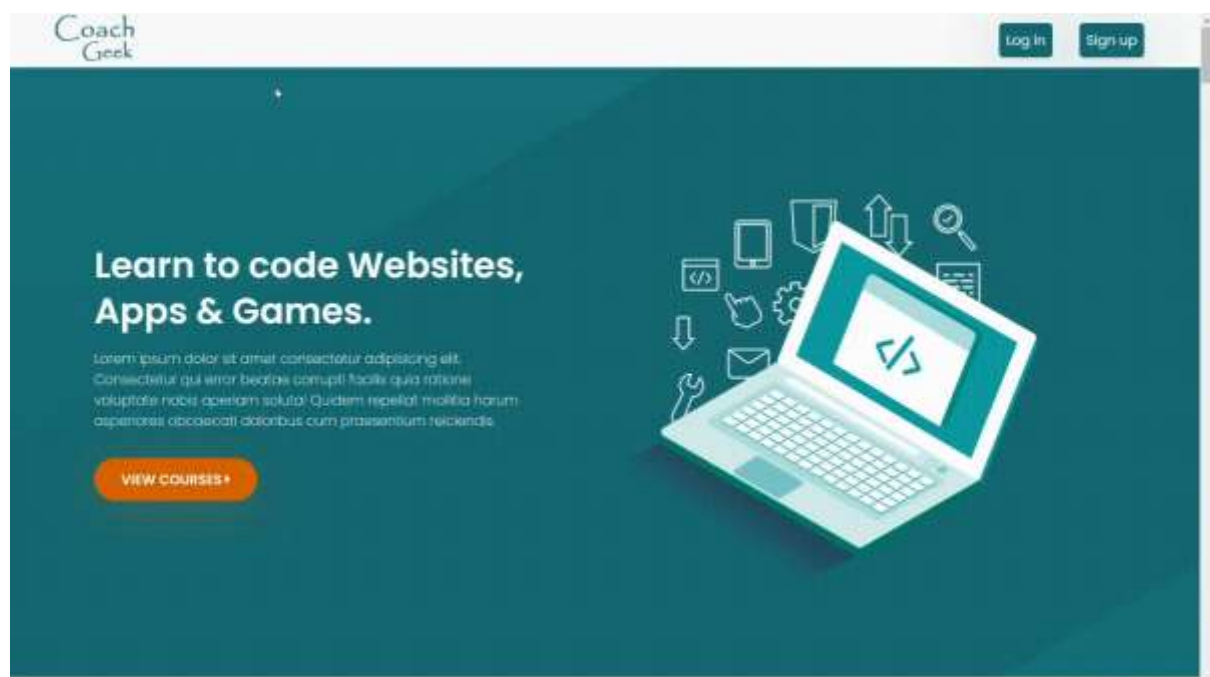 Coach
Geek
Log In
Sign up
Learn to code Websites,
Apps & Games.
Lorem ipsum dolor sit amet consectetur adipisicing elit.
Consectetur qui error beatae corrupti facilis quia ratione
voluptate nobis aperiam soluta! Quidem repellat mollitia harum
asperiores obcaecati doloribus cum praesentium reiciendis.
VIEW COURSES
</>
</>